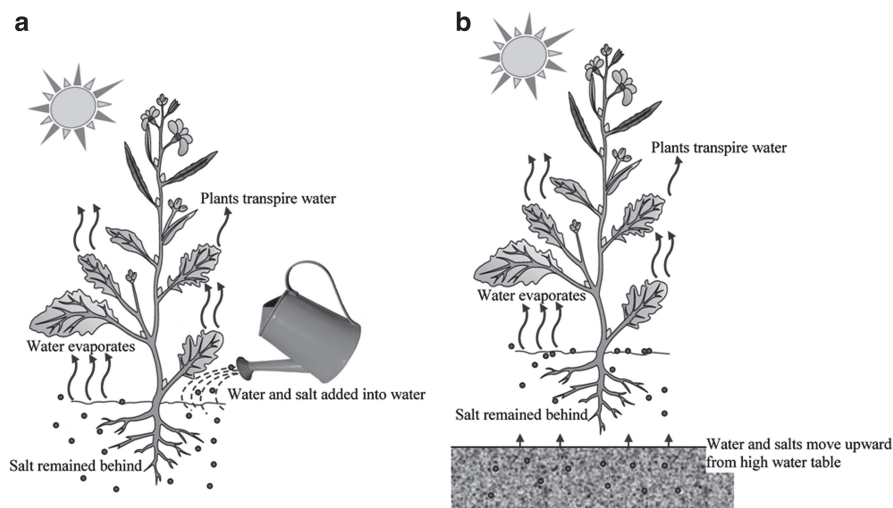 a
Plants transpire water
Water evaporates
Water and salt added into water
Salt remained behind
b
Plants transpire water
Water evaporates
Salt remained behind
Water and salts move upward
from high water table